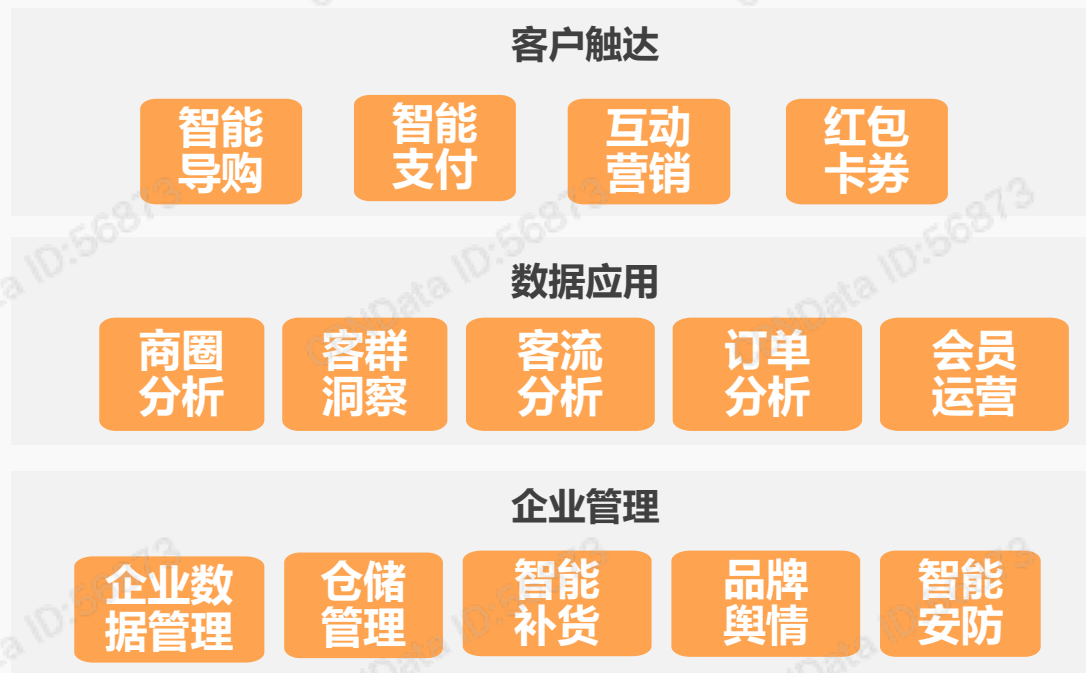 客户触达
智能 智能 互动 红包
导购 支付 营销 卡券
数据应用
商圈 客群 客流 订单 会员
分析 洞察 分析 分析 运营
企业管理
企业数 仓储 智能 品牌 智能
据管理 管理 补货 舆情 安防
Data ID:56873